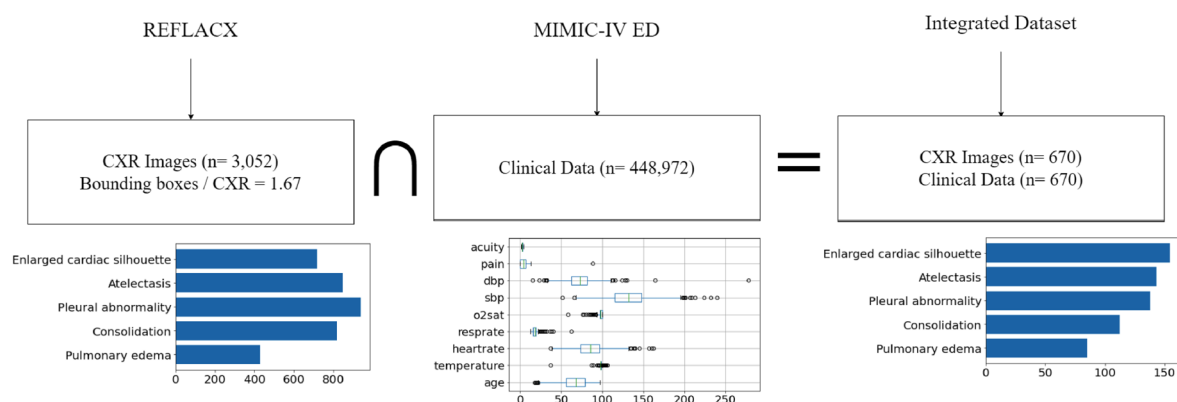 REFLACX
MIMIC-IV ED
Integrated Dataset
CXR Images (n= 3,052)
Bounding boxes / CXR = 1.67
∩
Clinical Data (n= 448,972)
=
CXR Images (n= 670)
Clinical Data (n= 670)
Enlarged cardiac silhouette
Atelectasis
Pleural abnormality
Consolidation
Pulmonary edema
0 200 400 600 800
acuity
pain
dbp
sbp
o2sat
resprate
heartrate
temperature
age
0 50 100 150 200 250
Enlarged cardiac silhouette
Atelectasis
Pleural abnormality
Consolidation
Pulmonary edema
0 50 100 150